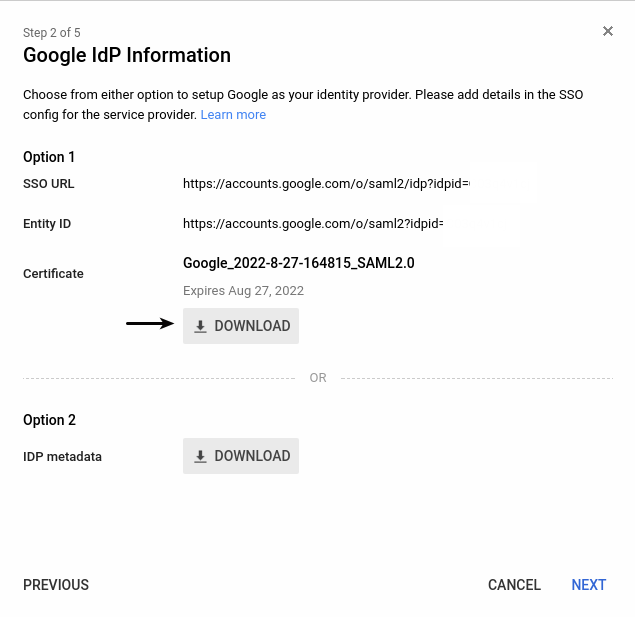 Step 2 of 5
Google IdP Information
Choose from either option to setup Google as your identity provider. Please add details in the SSO
config for the service provider. Learn more
Option 1
SSO URL https://accounts.google.com/o/saml2/idp?idpid=
Entity ID https://accounts.google.com/o/saml2?idpid=
Certificate Google_2022-8-27-164815_SAML2.0
Expires Aug 27, 2022
DOWNLOAD
OR
Option 2
IDP metadata DOWNLOAD
PREVIOUS CANCEL NEXT